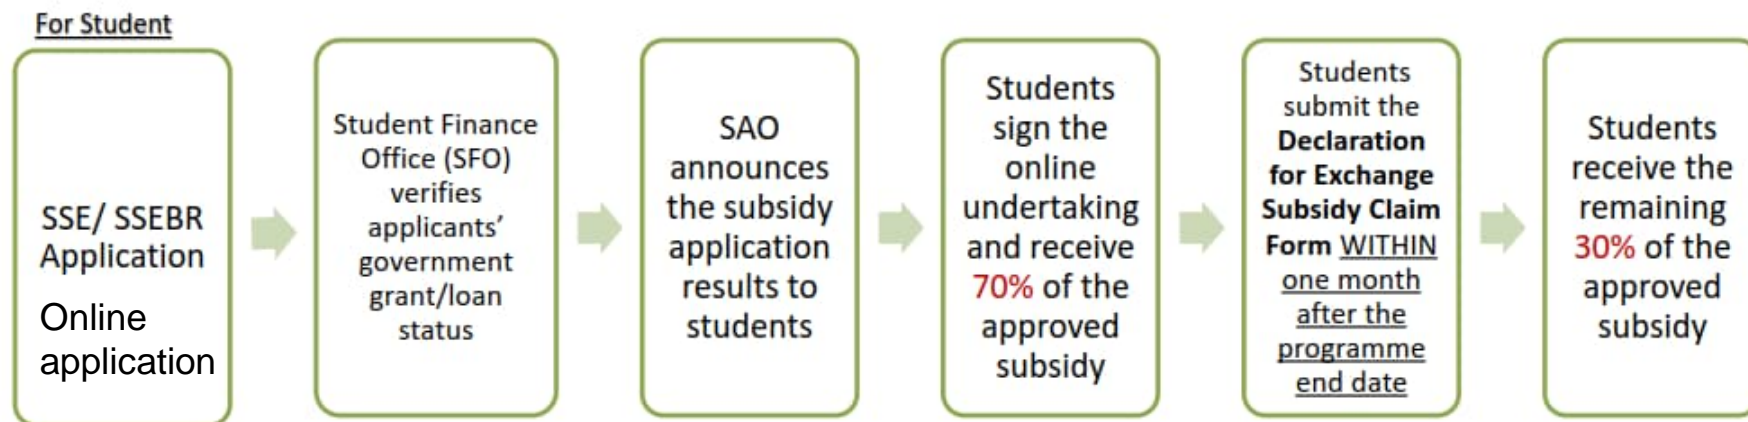 For Student
SSE/ SSEBR
Application
Online
application
Student Finance
Office (SFO)
verifies
applicants’
government
grant/loan
status
SAO
announces
the subsidy
application
results to
students
Students
sign the
online
undertaking
and receive
70% of the
approved
subsidy
Students
submit the
Declaration
for Exchange
Subsidy Claim
Form WITHIN
one month
after the
programme
end date
Students
receive the
remaining
30% of the
approved
subsidy